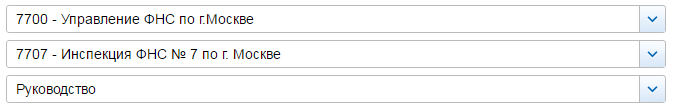 7700 - Управление ФНС по г.Москве
7707 - Инспекция ФНС № 7 по г. Москве
Руководство